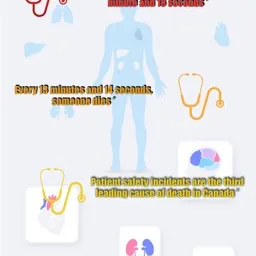 minute and 18 seconds *
Every 13 minutes and 14 seconds,
someone dies *
Patient safety incidents are the third
leading cause of death in Canada *